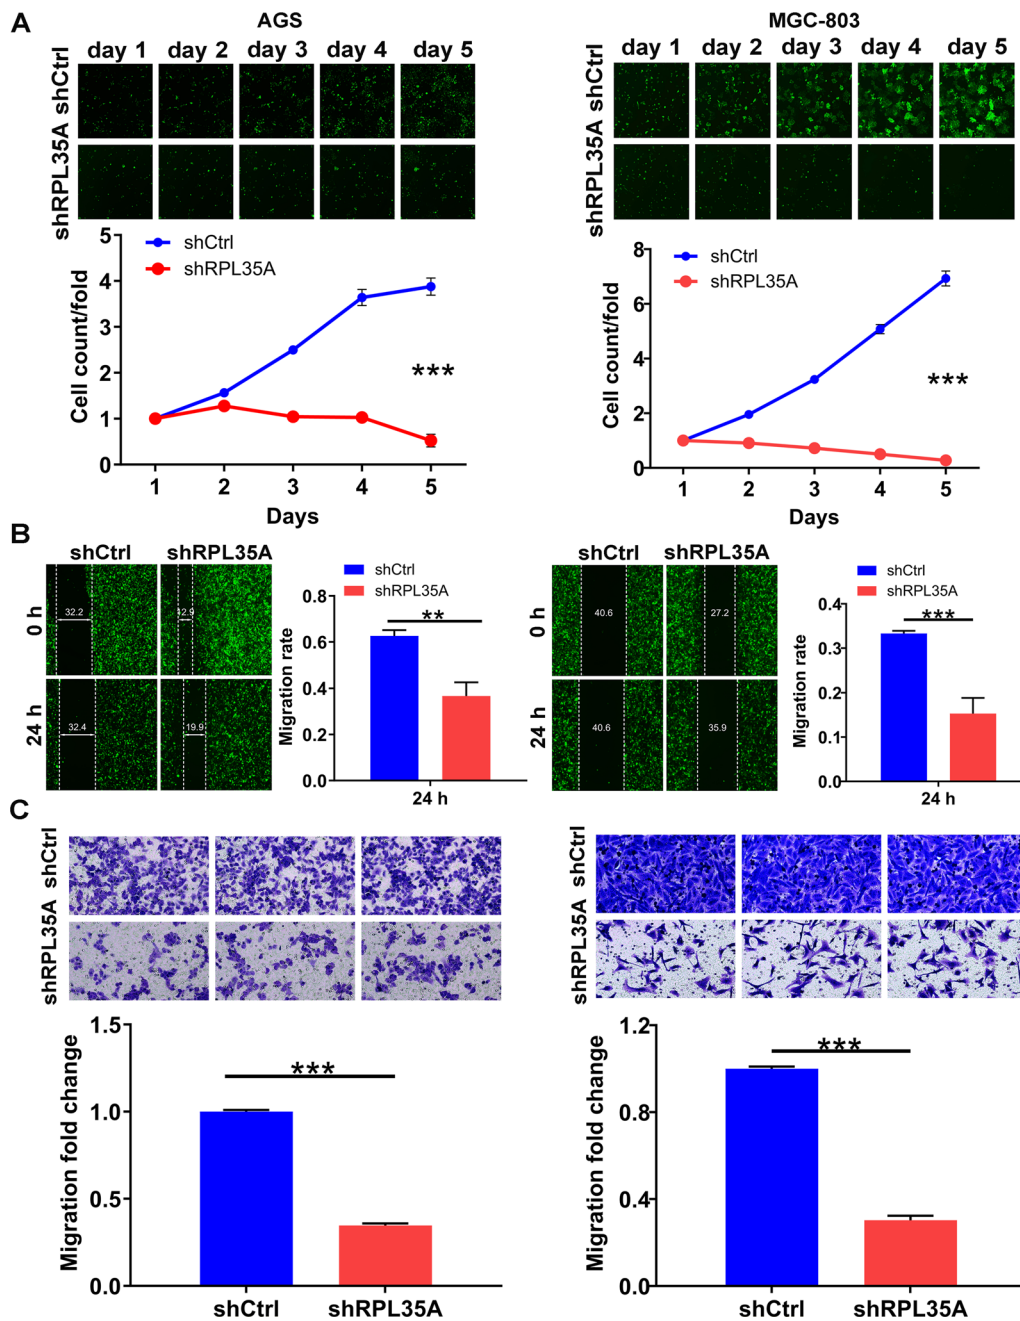 A
AGS
MGC-803
day 1 day 2 day 3 day 4 day 5
day 1 day 2 day 3 day 4 day 5
shCtrl
shRPL35A
shCtrl
shRPL35A
shCtrl
shRPL35A
Cell count/fold
5
4
3
2
1
0
***
1 2 3 4 5
Days
shCtrl
shRPL35A
Cell count/fold
8
6
4
2
0
***
1 2 3 4 5
Days
B
shCtrl shRPL35A
0 h
24 h
32.2
32.4
19.9
shCtrl
shRPL35A
Migration rate
0.8
0.6
0.4
0.2
0.0
**
24 h
shCtrl shRPL35A
0 h
24 h
40.6
27.2
40.6
35.9
shCtrl
shRPL35A
Migration rate
0.4
0.3
0.2
0.1
0.0
***
24 h
C
shCtrl
shRPL35A
shCtrl
shRPL35A
Migration fold change
1.5
1.0
0.5
0.0
***
shCtrl shRPL35A
Migration fold change
1.2
0.8
0.4
0.0
***
shCtrl shRPL35A